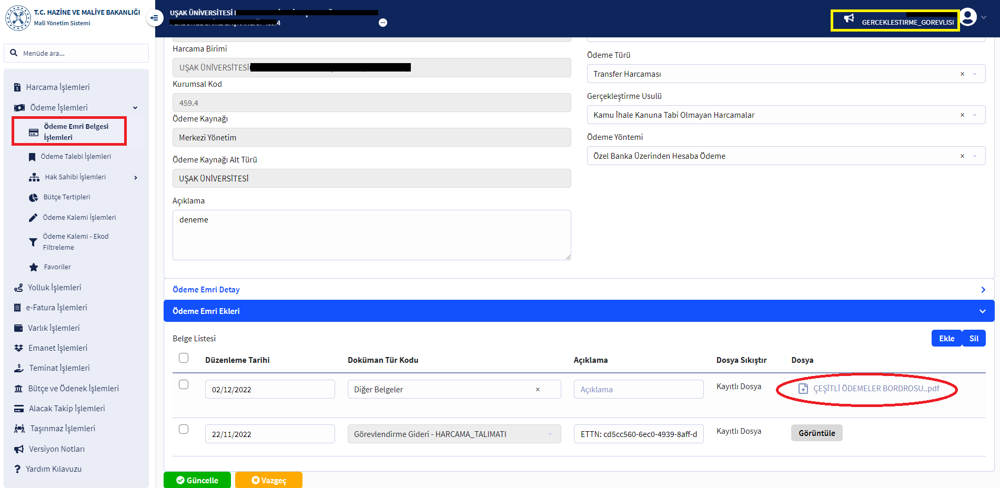 T.C. HAZİNE VE MALİYE BAKANLIĞI
Mali Yönetim Sistemi
UŞAK ÜNİVERSİTESİ
GERCEKLESTIRME_GOREVLISI
Menüde ara...
Harcama İşlemleri
Ödeme İşlemleri
Ödeme Emri Belgesi
İşlemleri
Ödeme Talebi İşlemleri
Hak Sahibi İşlemleri
Bütçe Tertipleri
Ödeme Kalemi İşlemleri
Ödeme Kalemi - Ekod
Filtreleme
Favoriler
Yolluk İşlemleri
e-Fatura İşlemleri
Varlık İşlemleri
Emanet İşlemleri
Teminat İşlemleri
Bütçe ve Ödenek İşlemleri
Alacak Takip İşlemleri
Taşınmaz İşlemleri
Versiyon Notları
Yardım Kılavuzu
Harcama Birimi
UŞAK ÜNİVERSİTESİ
Kurumsal Kod
459.4
Ödeme Kaynağı
Merkezi Yönetim
Ödeme Kaynağı Alt Türü
UŞAK ÜNİVERSİTESİ
Açıklama
deneme
Ödeme Türü
Transfer Harcaması
Gerçekleştirme Usulü
Kamu İhale Kanuna Tabi Olmayan Harcamalar
Ödeme Yöntemi
Özel Banka Üzerinden Hesaba Ödeme
Ödeme Emri Detay
Ödeme Emri Ekleri
Belge Listesi
Ekle Sil
Düzenleme Tarihi Doküman Tür Kodu Açıklama Dosya Sıkıştır Dosya
02/12/2022 Diğer Belgeler Açıklama Kayıtlı Dosya ÇEŞİTLİ ÖDEMELER BORDROSU..pdf
22/11/2022 Görevlendirme Gideri - HARCAMA_TALIMATI ETTN: cd5cc560-6ec0-4939-8aff-d Kayıtlı Dosya Görüntüle
Güncelle Vazgeç